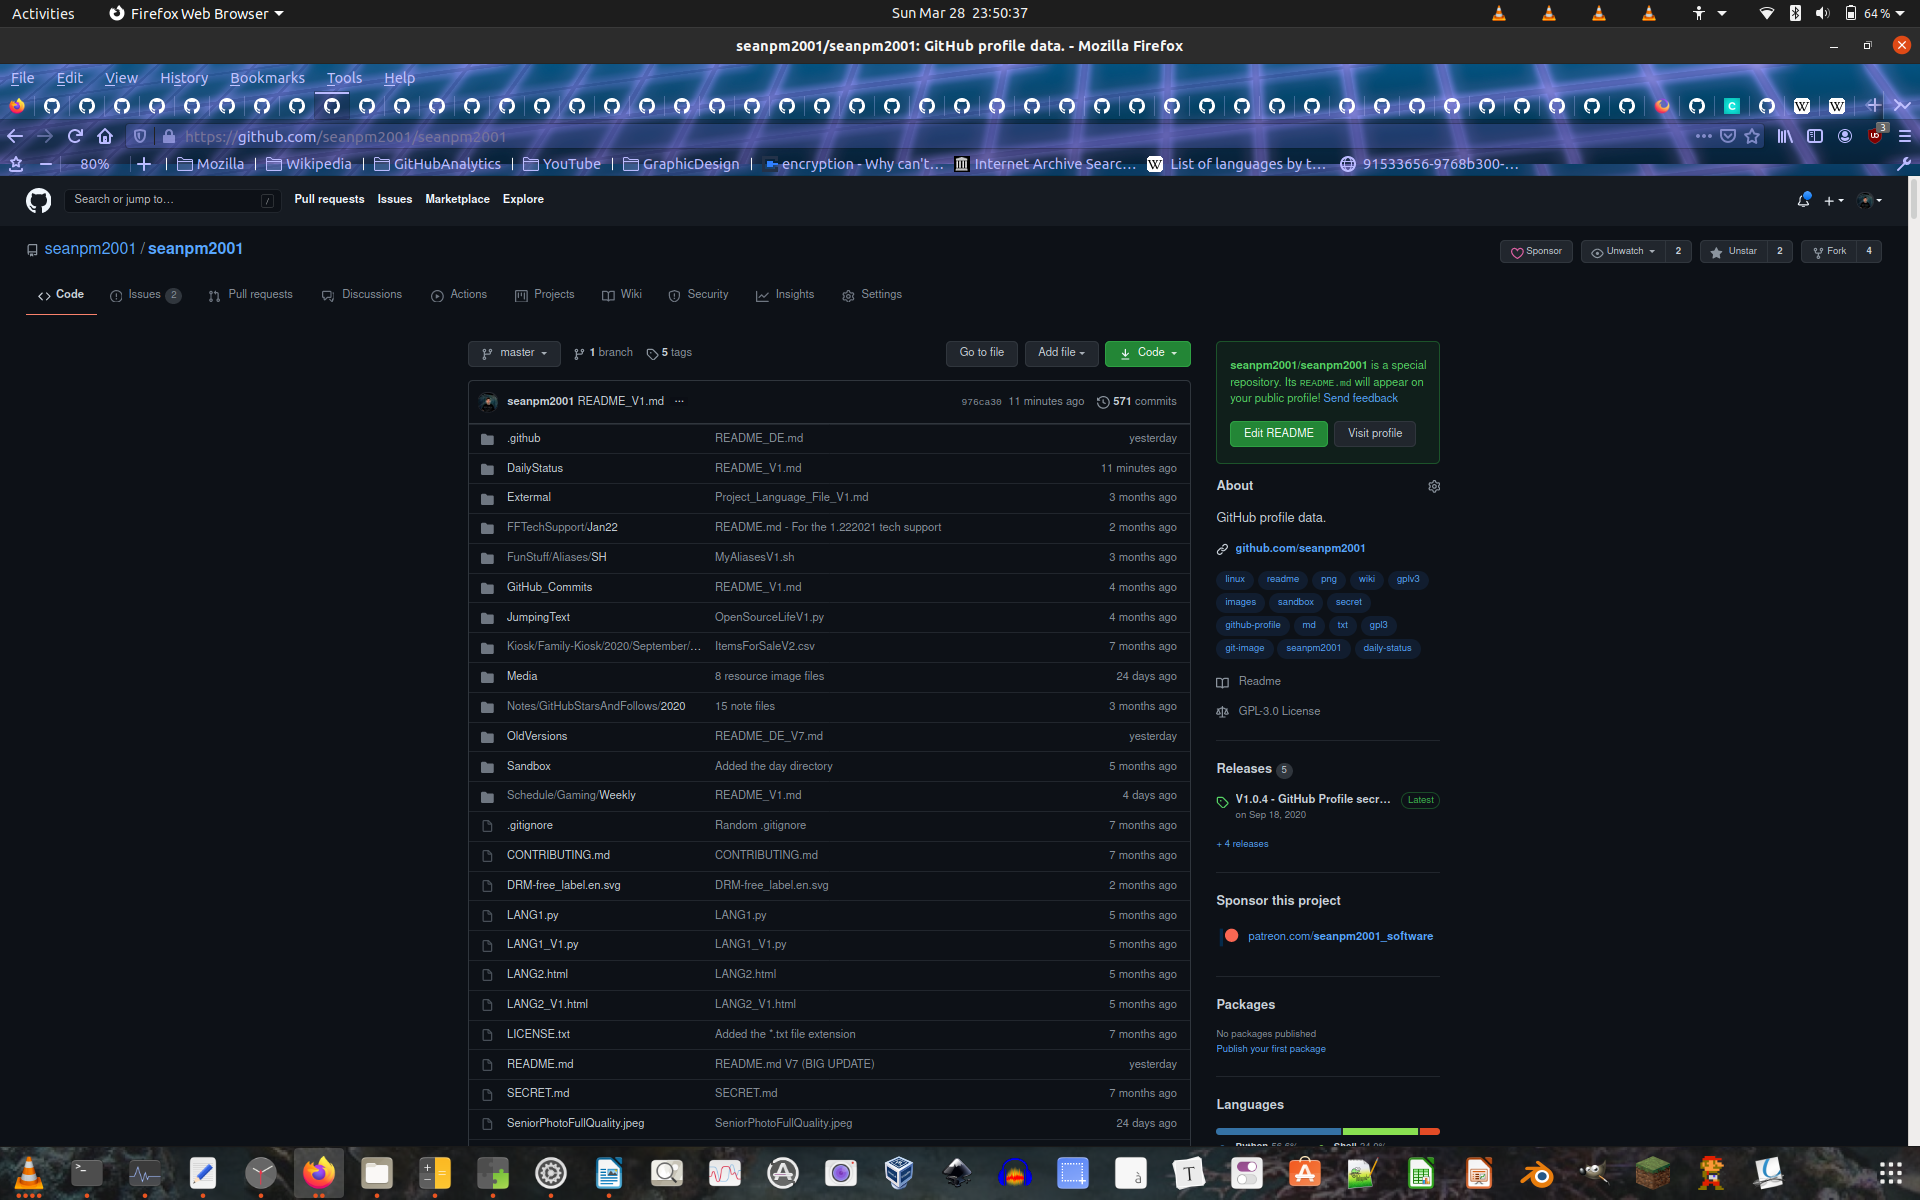 Activities Firefox Web Browser Sun Mar 28 23:50:37 64 %
seanpm2001/seanpm2001: GitHub profile data. - Mozilla Firefox
File Edit View History Bookmarks Tools Help
https://github.com/seanpm2001/seanpm2001 3
80% Mozilla Wikipedia GitHubAnalytics YouTube GraphicDesign encryption - Why can't… Internet Archive Searc… List of languages by t… 91533656-9768b300-…
Search or jump to… / Pull requests Issues Marketplace Explore
seanpm2001 / seanpm2001 Sponsor Unwatch 2 Unstar 2 Fork 4
Code Issues 2 Pull requests Discussions Actions Projects Wiki Security Insights Settings
master 1 branch 5 tags Go to file Add file Code
seanpm2001 README_V1.md ··· 976ca30 11 minutes ago 571 commits
.github README_DE.md yesterday
DailyStatus README_V1.md 11 minutes ago
Extermal Project_Language_File_V1.md 3 months ago
FFTechSupport/Jan22 README.md - For the 1.222021 tech support 2 months ago
FunStuff/Aliases/SH MyAliasesV1.sh 3 months ago
GitHub_Commits README_V1.md 4 months ago
JumpingText OpenSourceLifeV1.py 4 months ago
Kiosk/Family-Kiosk/2020/September/… ItemsForSaleV2.csv 7 months ago
Media 8 resource image files 24 days ago
Notes/GitHubStarsAndFollows/2020 15 note files 3 months ago
OldVersions README_DE_V7.md yesterday
Sandbox Added the day directory 5 months ago
Schedule/Gaming/Weekly README_V1.md 4 days ago
.gitignore Random .gitignore 7 months ago
CONTRIBUTING.md CONTRIBUTING.md 7 months ago
DRM-free_label.en.svg DRM-free_label.en.svg 2 months ago
LANG1.py LANG1.py 5 months ago
LANG1_V1.py LANG1_V1.py 5 months ago
LANG2.html LANG2.html 5 months ago
LANG2_V1.html LANG2_V1.html 5 months ago
LICENSE.txt Added the *.txt file extension 7 months ago
README.md README.md V7 (BIG UPDATE) yesterday
SECRET.md SECRET.md 7 months ago
SeniorPhotoFullQuality.jpeg SeniorPhotoFullQuality.jpeg 24 days ago
seanpm2001/seanpm2001 is a special
repository. Its README.md will appear on
your public profile! Send feedback
Edit README Visit profile
About
GitHub profile data.
github.com/seanpm2001
linux readme png wiki gplv3
images sandbox secret
github-profile md txt gpl3
git-image seanpm2001 daily-status
Readme
GPL-3.0 License
Releases 5
V1.0.4 - GitHub Profile secr… Latest
on Sep 18, 2020
+ 4 releases
Sponsor this project
patreon.com/seanpm2001_software
Packages
No packages published
Publish your first package
Languages